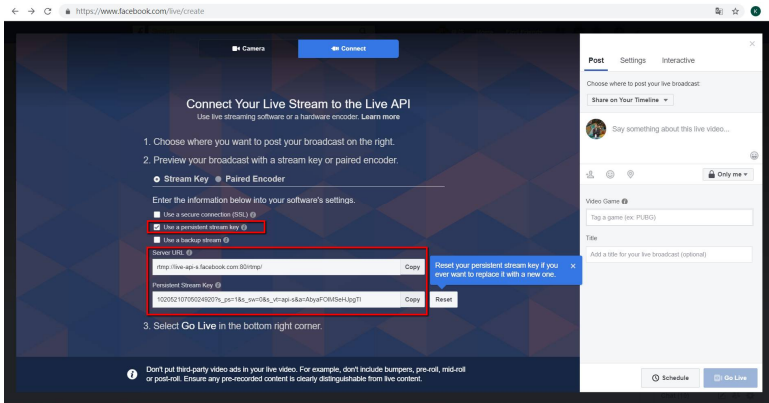 https://www.facebook.com/live/create
K
Camera
Connect
Connect Your Live Stream to the Live API
Use live streaming software or a hardware encoder. Learn more
1. Choose where you want to post your broadcast on the right.
2. Preview your broadcast with a stream key or paired encoder.
Stream Key
Paired Encoder
Enter the information below into your software's settings.
Use a secure connection (SSL)
Use a persistent stream key
Use a backup stream
Server URL
rtmp://live-api-s.facebook.com:80/rtmp/
Copy
Persistent Stream Key
Copy
Reset
Reset your persistent stream key if you
ever want to replace it with a new one.
3. Select Go Live in the bottom right corner.
Don't put third-party video ads in your live video. For example, don't include bumpers, pre-roll, mid-roll
or post-roll. Ensure any pre-recorded content is clearly distinguishable from live content.
Post
Settings
Interactive
Choose where to post your live broadcast
Share on Your Timeline
Say something about this live video...
Only me
Video Game
Tag a game (ex: PUBG)
Title
Add a title for your live broadcast (optional)
Schedule
Go Live